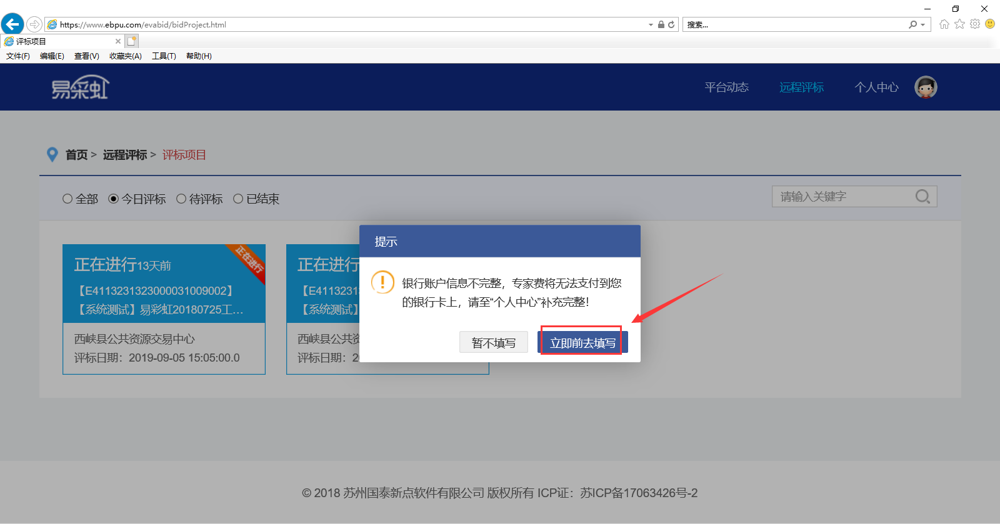 https://www.ebpu.com/evabid/bidProject.html
搜索...
评标项目
文件(F) 编辑(E) 查看(V) 收藏夹(A) 工具(T) 帮助(H)
易采虹
平台动态 远程评标 个人中心
首页 > 远程评标 > 评标项目
全部 今日评标 待评标 已结束
请输入关键字
正在进行13天前
正在进行
【E4113231323000031009002】
【系统测试】易彩虹20180725工...
西峡县公共资源交易中心
评标日期：2019-09-05 15:05:00.0
正在进行
【E4113231
【系统测试】
西峡县公共资
评标日期：2
提示
银行账户信息不完整，专家费将无法支付到您
的银行卡上，请至“个人中心”补充完整！
暂不填写 立即前去填写
© 2018 苏州国泰新点软件有限公司 版权所有 ICP证：苏ICP备17063426号-2